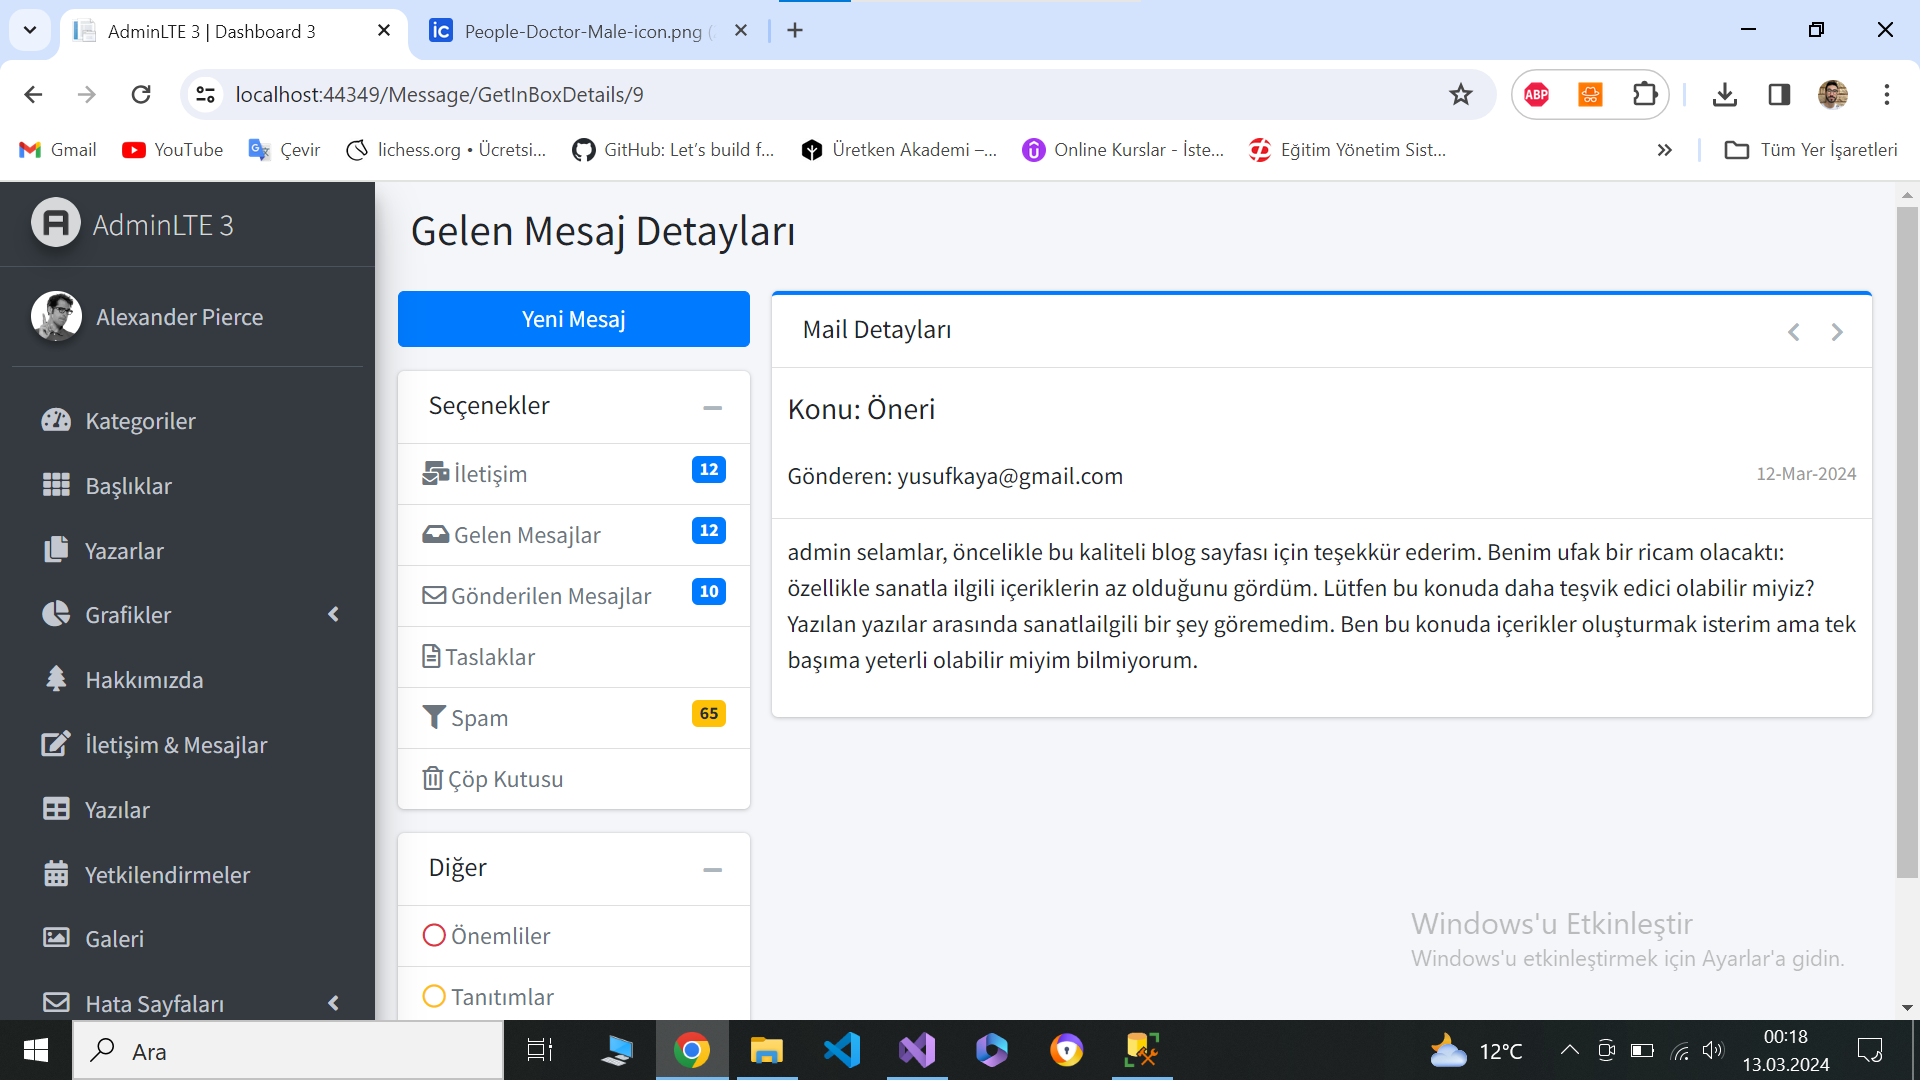 AdminLTE 3 | Dashboard 3
People-Doctor-Male-icon.png
localhost:44349/Message/GetInBoxDetails/9
ABP
Gmail
YouTube
Çevir
lichess.org • Ücretsi...
GitHub: Let's build f...
Üretken Akademi –...
Online Kurslar - İste...
Eğitim Yönetim Sist...
Tüm Yer İşaretleri
AdminLTE 3
Alexander Pierce
Kategoriler
Başlıklar
Yazarlar
Grafikler
Hakkımızda
İletişim & Mesajlar
Yazılar
Yetkilendirmeler
Galeri
Hata Sayfaları
Gelen Mesaj Detayları
Yeni Mesaj
Seçenekler
İletişim 12
Gelen Mesajlar 12
Gönderilen Mesajlar 10
Taslaklar
Spam 65
Çöp Kutusu
Diğer
Önemliler
Tanıtımlar
Mail Detayları
Konu: Öneri
Gönderen: yusufkaya@gmail.com 12-Mar-2024
admin selamlar, öncelikle bu kaliteli blog sayfası için teşekkür ederim. Benim ufak bir ricam olacaktı:
özellikle sanatla ilgili içeriklerin az olduğunu gördüm. Lütfen bu konuda daha teşvik edici olabilir miyiz?
Yazılan yazılar arasında sanatlailgili bir şey göremedim. Ben bu konuda içerikler oluşturmak isterim ama tek
başıma yeterli olabilir miyim bilmiyorum.
Windows'u Etkinleştir
Windows'u etkinleştirmek için Ayarlar'a gidin.
Ara
12°C
00:18
13.03.2024